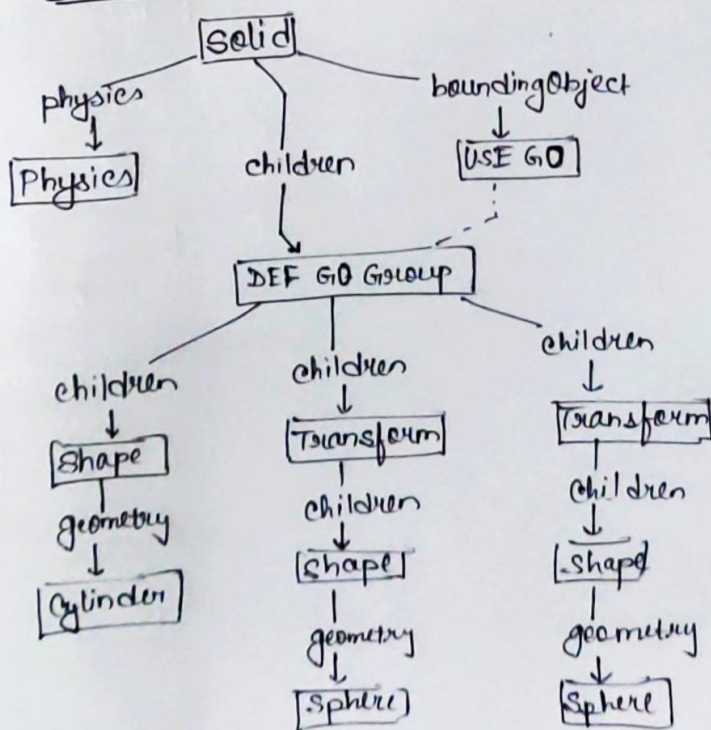 Solid
physics
boundingObject
Physics
children
USE GO
DEF GO Group
children
children
children
Shape
Transform
Transform
geometry
children
children
Cylinder
Shape
Shape
geometry
geometry
Sphere
Sphere